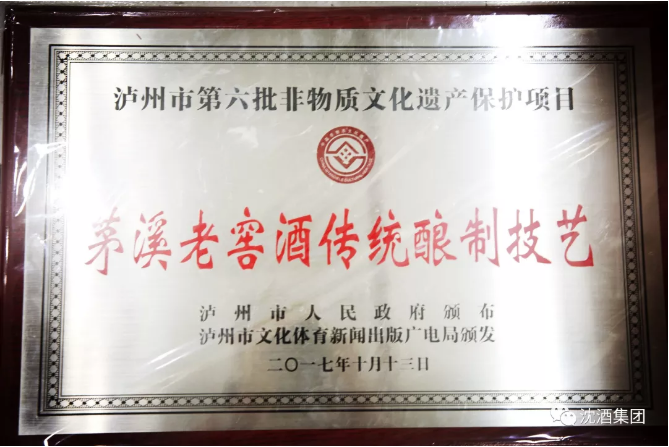 泸州市第六批非物质文化遗产保护项目
茅溪老窖酒传统酿制技艺
泸州市人民政府颁布
泸州市文化体育新闻出版广电局颁发
二〇一七年十月十三日
沈酒集团